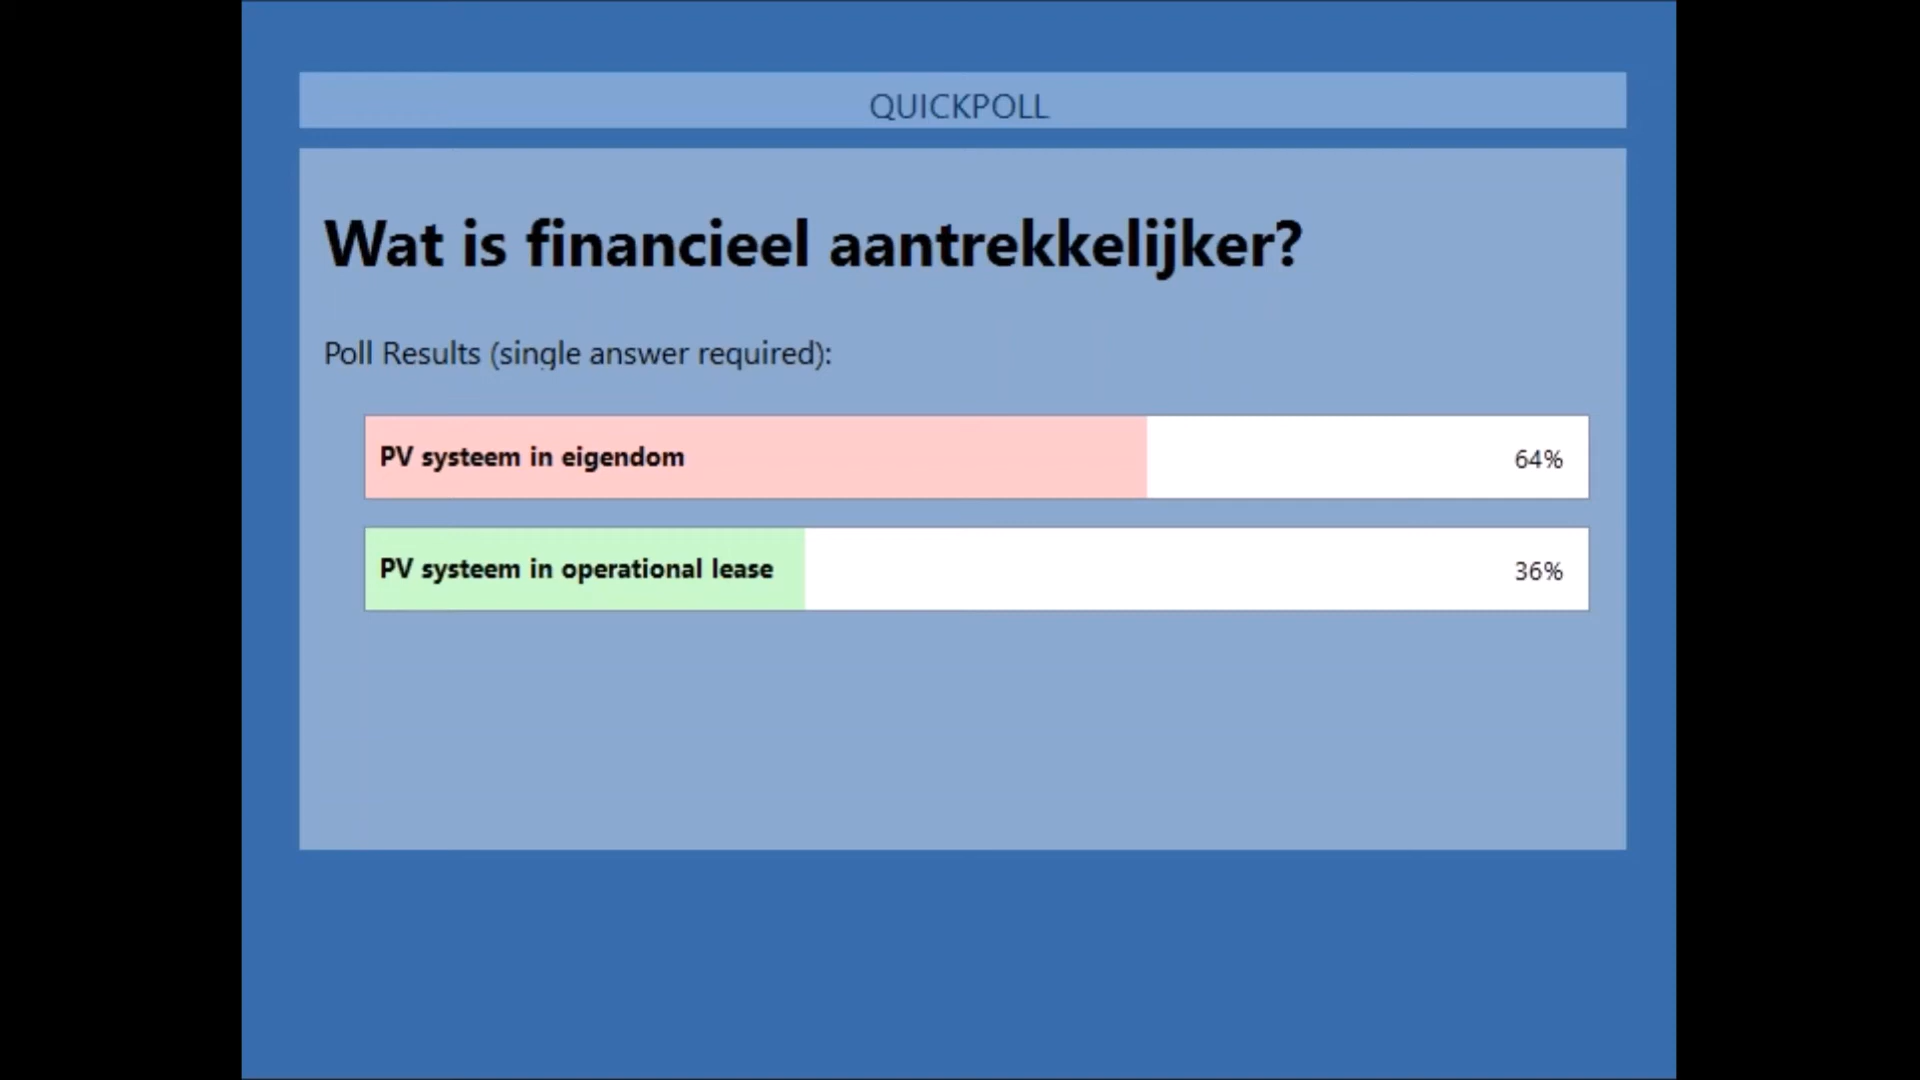 QUICKPOLL
Wat is financieel aantrekkelijker?
Poll Results (single answer required):
PV systeem in eigendom 64%
PV systeem in operational lease 36%